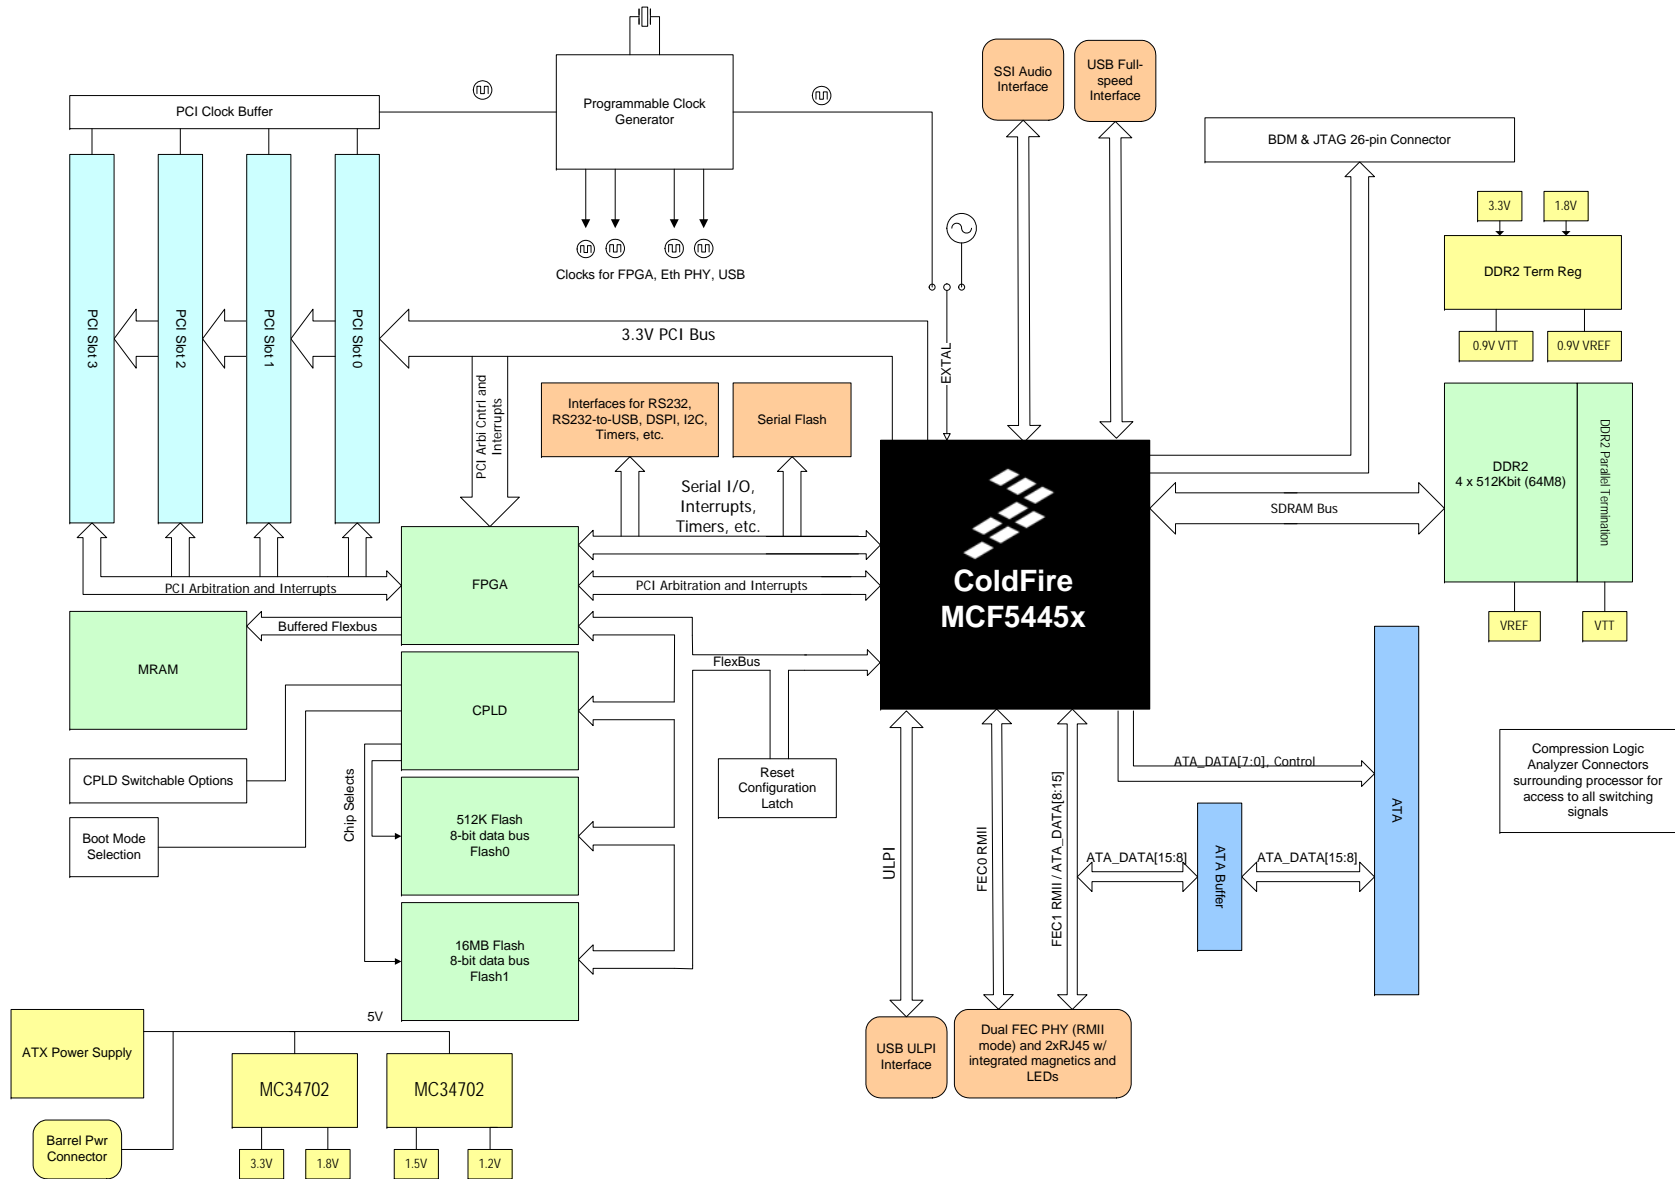 SSI Audio
Interface
USB Full-
speed
Interface
PCI Clock Buffer
Programmable Clock
Generator
BDM & JTAG 26-pin Connector
3.3V
1.8V
DDR2 Term Reg
0.9V VTT
0.9V VREF
Clocks for FPGA, Eth PHY, USB
PCI Slot 3
PCI Slot 2
PCI Slot 1
PCI Slot 0
3.3V PCI Bus
EXTAL
PCI Arbi Cntrl and
Interrupts
Interfaces for RS232,
RS232-to-USB, DSPI, I2C,
Timers, etc.
Serial Flash
Serial I/O,
Interrupts,
Timers, etc.
ColdFire
MCF5445x
DDR2
4 x 512Kbit (64M8)
DDR2 Parallel Termination
SDRAM Bus
VREF
VTT
FPGA
PCI Arbitration and Interrupts
PCI Arbitration and Interrupts
Buffered Flexbus
MRAM
FlexBus
CPLD
CPLD Switchable Options
Boot Mode
Selection
Chip Selects
Reset
Configuration
Latch
512K Flash
8-bit data bus
Flash0
16MB Flash
8-bit data bus
Flash1
ULPI
FEC0 RMII
FEC1 RMII / ATA_DATA[8:15]
ATA_DATA[7:0], Control
ATA_DATA[15:8]
ATA Buffer
ATA_DATA[15:8]
ATA
Compression Logic
Analyzer Connectors
surrounding processor for
access to all switching
signals
USB ULPI
Interface
Dual FEC PHY (RMII
mode) and 2xRJ45 w/
integrated magnetics and
LEDs
5V
ATX Power Supply
MC34702
MC34702
Barrel Pwr
Connector
3.3V
1.8V
1.5V
1.2V